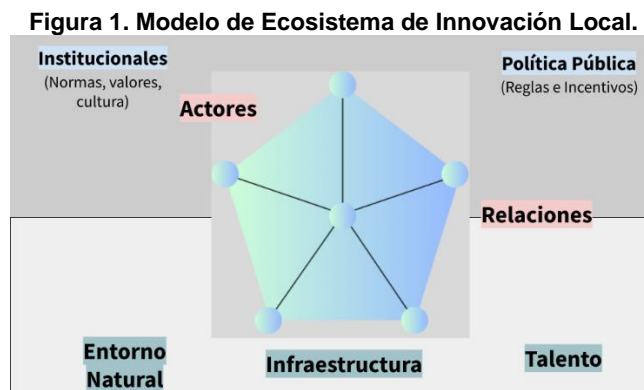 Figura 1. Modelo de Ecosistema de Innovación Local.
Institucionales
(Normas, valores,
cultura)
Política Pública
(Reglas e Incentivos)
Actores
Relaciones
Entorno
Natural
Infraestructura
Talento